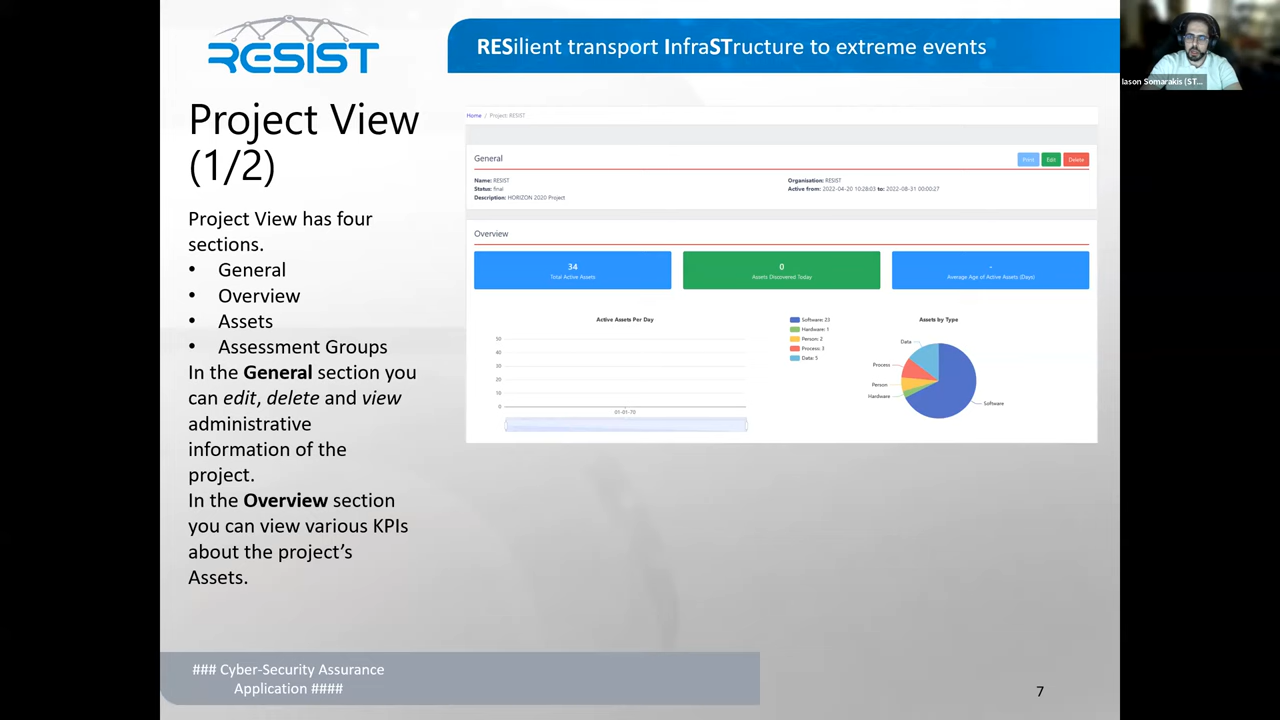 RESIST
RESilient transport InfraSTructure to extreme events
Iason Somarakis (ST...
Project View
(1/2)
Project View has four
sections.
• General
• Overview
• Assets
• Assessment Groups
In the General section you
can edit, delete and view
administrative
information of the
project.
In the Overview section
you can view various KPIs
about the project's
Assets.
Home / Project: RESIST
General
Print Edit Delete
Name: RESIST
Status: final
Description: HORIZON 2020 Project
Organisation: RESIST
Active from: 2022-04-20 10:28:03 to: 2022-08-31 00:00:27
Overview
34
Total Active Assets
0
Assets Discovered Today
-
Average Age of Active Assets (Days)
Active Assets Per Day
50
40
30
20
10
0
01-01-70
Software: 23
Hardware: 1
Person: 2
Process: 3
Data: 5
Assets by Type
Data
Process
Person
Hardware
Software
### Cyber-Security Assurance
Application ####
7